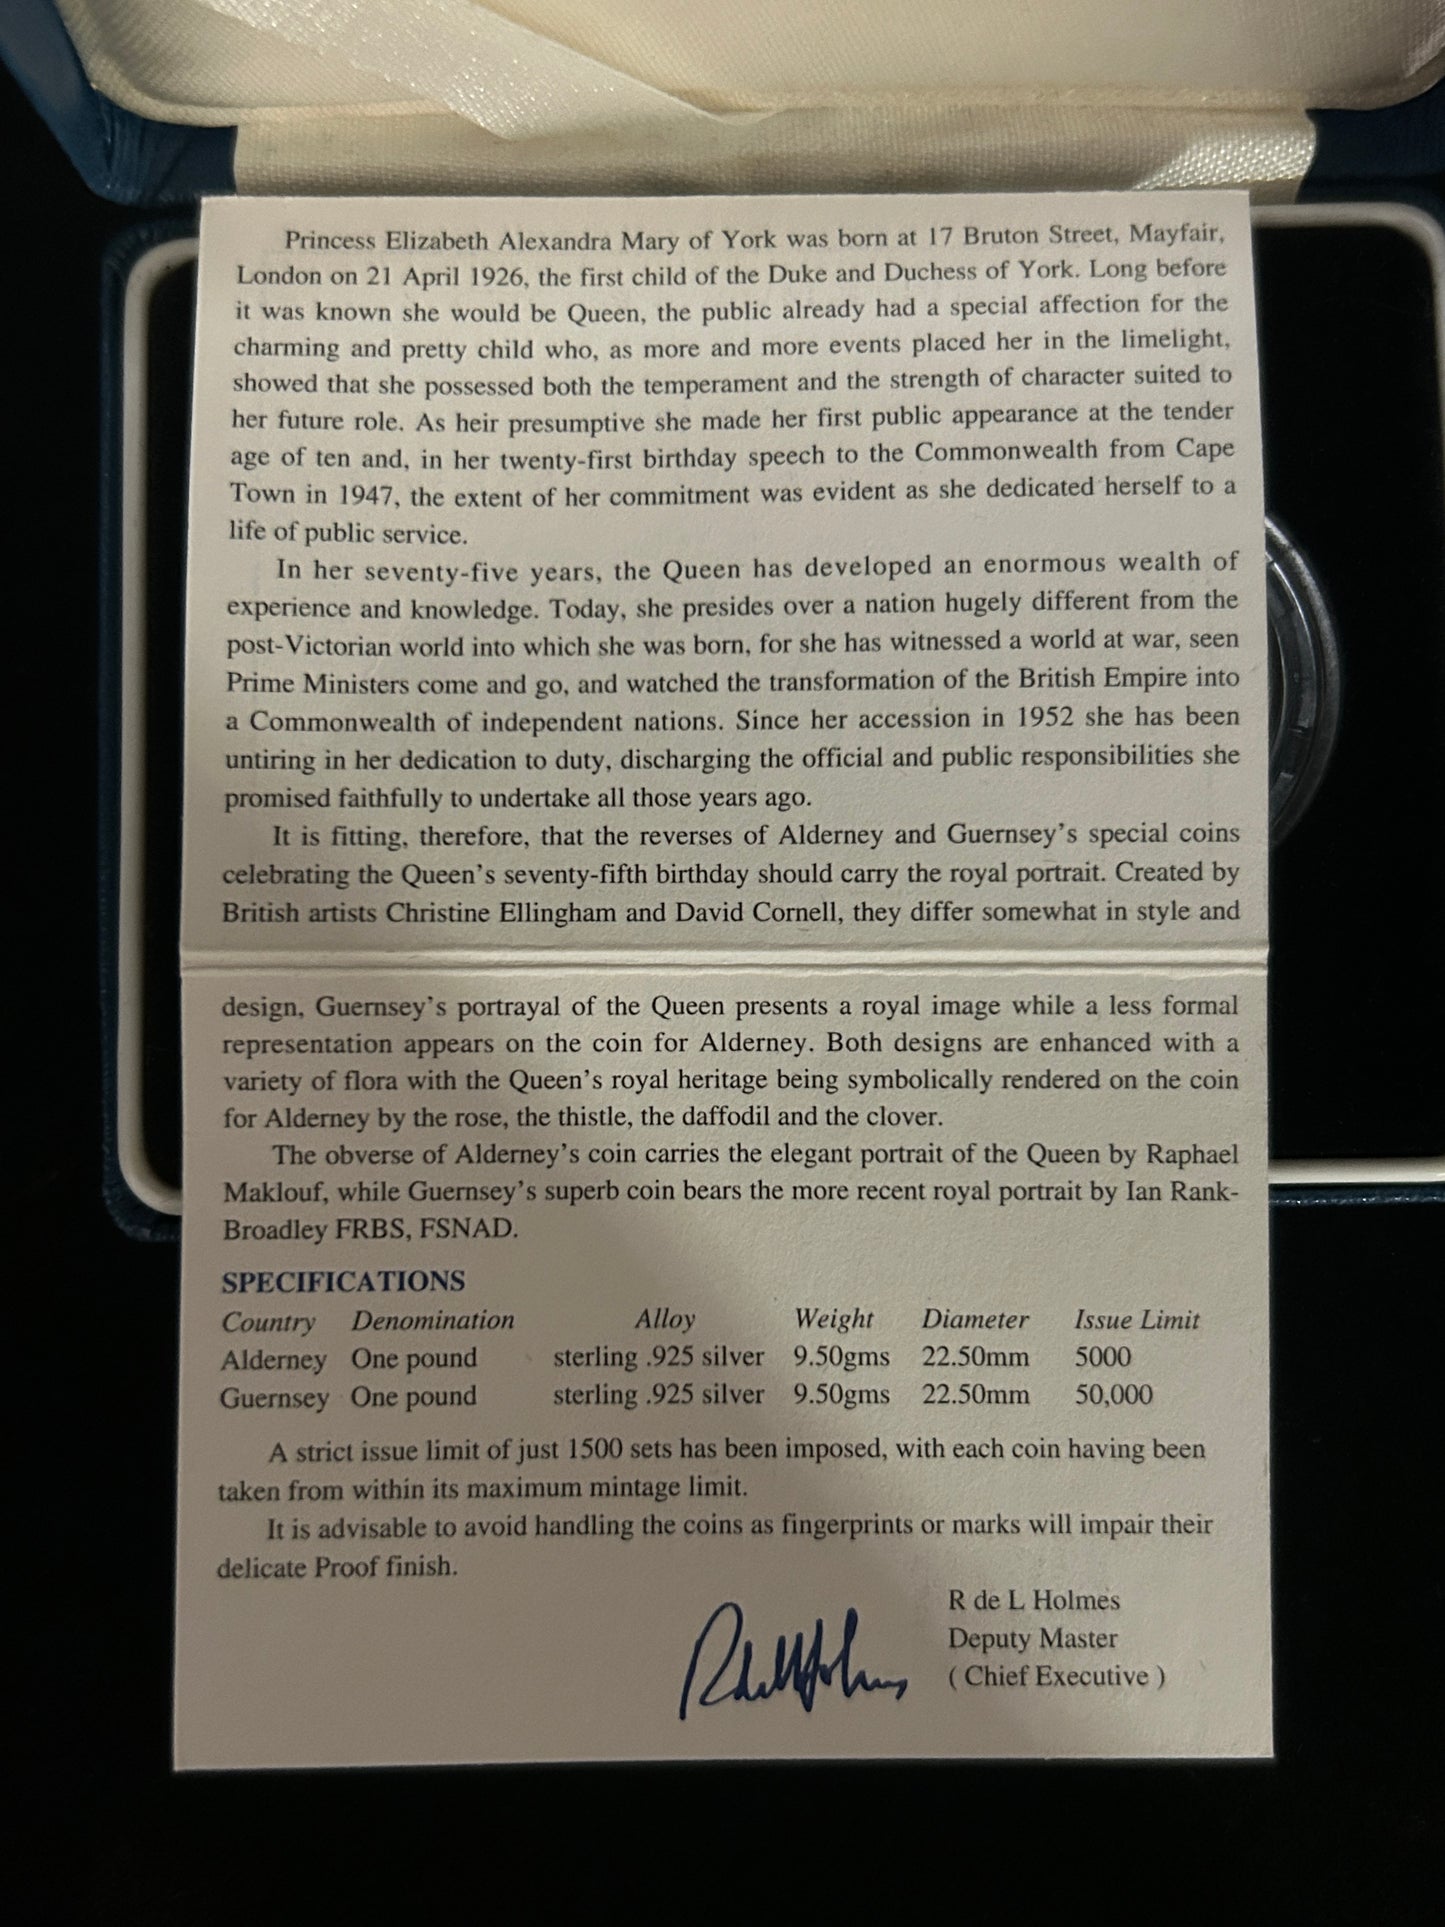 Princess Elizabeth Alexandra Mary of York was born at 17 Bruton Street, Mayfair,
London on 21 April 1926, the first child of the Duke and Duchess of York. Long before
it was known she would be Queen, the public already had a special affection for the
charming and pretty child who, as more and more events placed her in the limelight,
showed that she possessed both the temperament and the strength of character suited to
her future role. As heir presumptive she made her first public appearance at the tender
age of ten and, in her twenty-first birthday speech to the Commonwealth from Cape
Town in 1947, the extent of her commitment was evident as she dedicated herself to a
life of public service.
In her seventy-five years, the Queen has developed an enormous wealth of
experience and knowledge. Today, she presides over a nation hugely different from the
post-Victorian world into which she was born, for she has witnessed a world at war, seen
Prime Ministers come and go, and watched the transformation of the British Empire into
a Commonwealth of independent nations. Since her accession in 1952 she has been
untiring in her dedication to duty, discharging the official and public responsibilities she
promised faithfully to undertake all those years ago.
It is fitting, therefore, that the reverses of Alderney and Guernsey's special coins
celebrating the Queen's seventy-fifth birthday should carry the royal portrait. Created by
British artists Christine Ellingham and David Cornell, they differ somewhat in style and
design, Guernsey's portrayal of the Queen presents a royal image while a less formal
representation appears on the coin for Alderney. Both designs are enhanced with a
variety of flora with the Queen's royal heritage being symbolically rendered on the coin
for Alderney by the rose, the thistle, the daffodil and the clover.
The obverse of Alderney's coin carries the elegant portrait of the Queen by Raphael
Maklouf, while Guernsey's superb coin bears the more recent royal portrait by Ian Rank-
Broadley FRBS, FSNAD.
SPECIFICATIONS
Country Denomination Alloy Weight Diameter Issue Limit
Alderney One pound sterling .925 silver 9.50gms 22.50mm 5000
Guernsey One pound sterling .925 silver 9.50gms 22.50mm 50,000
A strict issue limit of just 1500 sets has been imposed, with each coin having been
taken from within its maximum mintage limit.
It is advisable to avoid handling the coins as fingerprints or marks will impair their
delicate Proof finish.
R de L Holmes
Deputy Master
( Chief Executive )